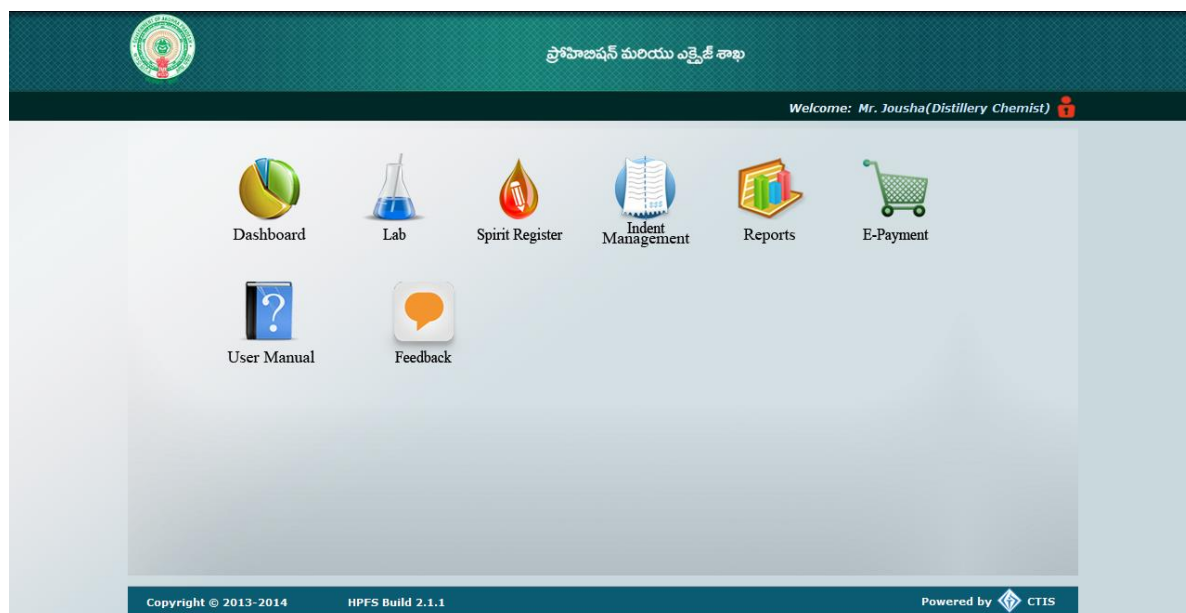 ప్రోహిబిషన్ మరియు ఎక్సైజ్ శాఖ
Welcome: Mr. Jousha(Distillery Chemist)
Dashboard
Lab
Spirit Register
Indent
Management
Reports
E-Payment
User Manual
Feedback
Copyright © 2013-2014 HPFS Build 2.1.1 Powered by CTIS